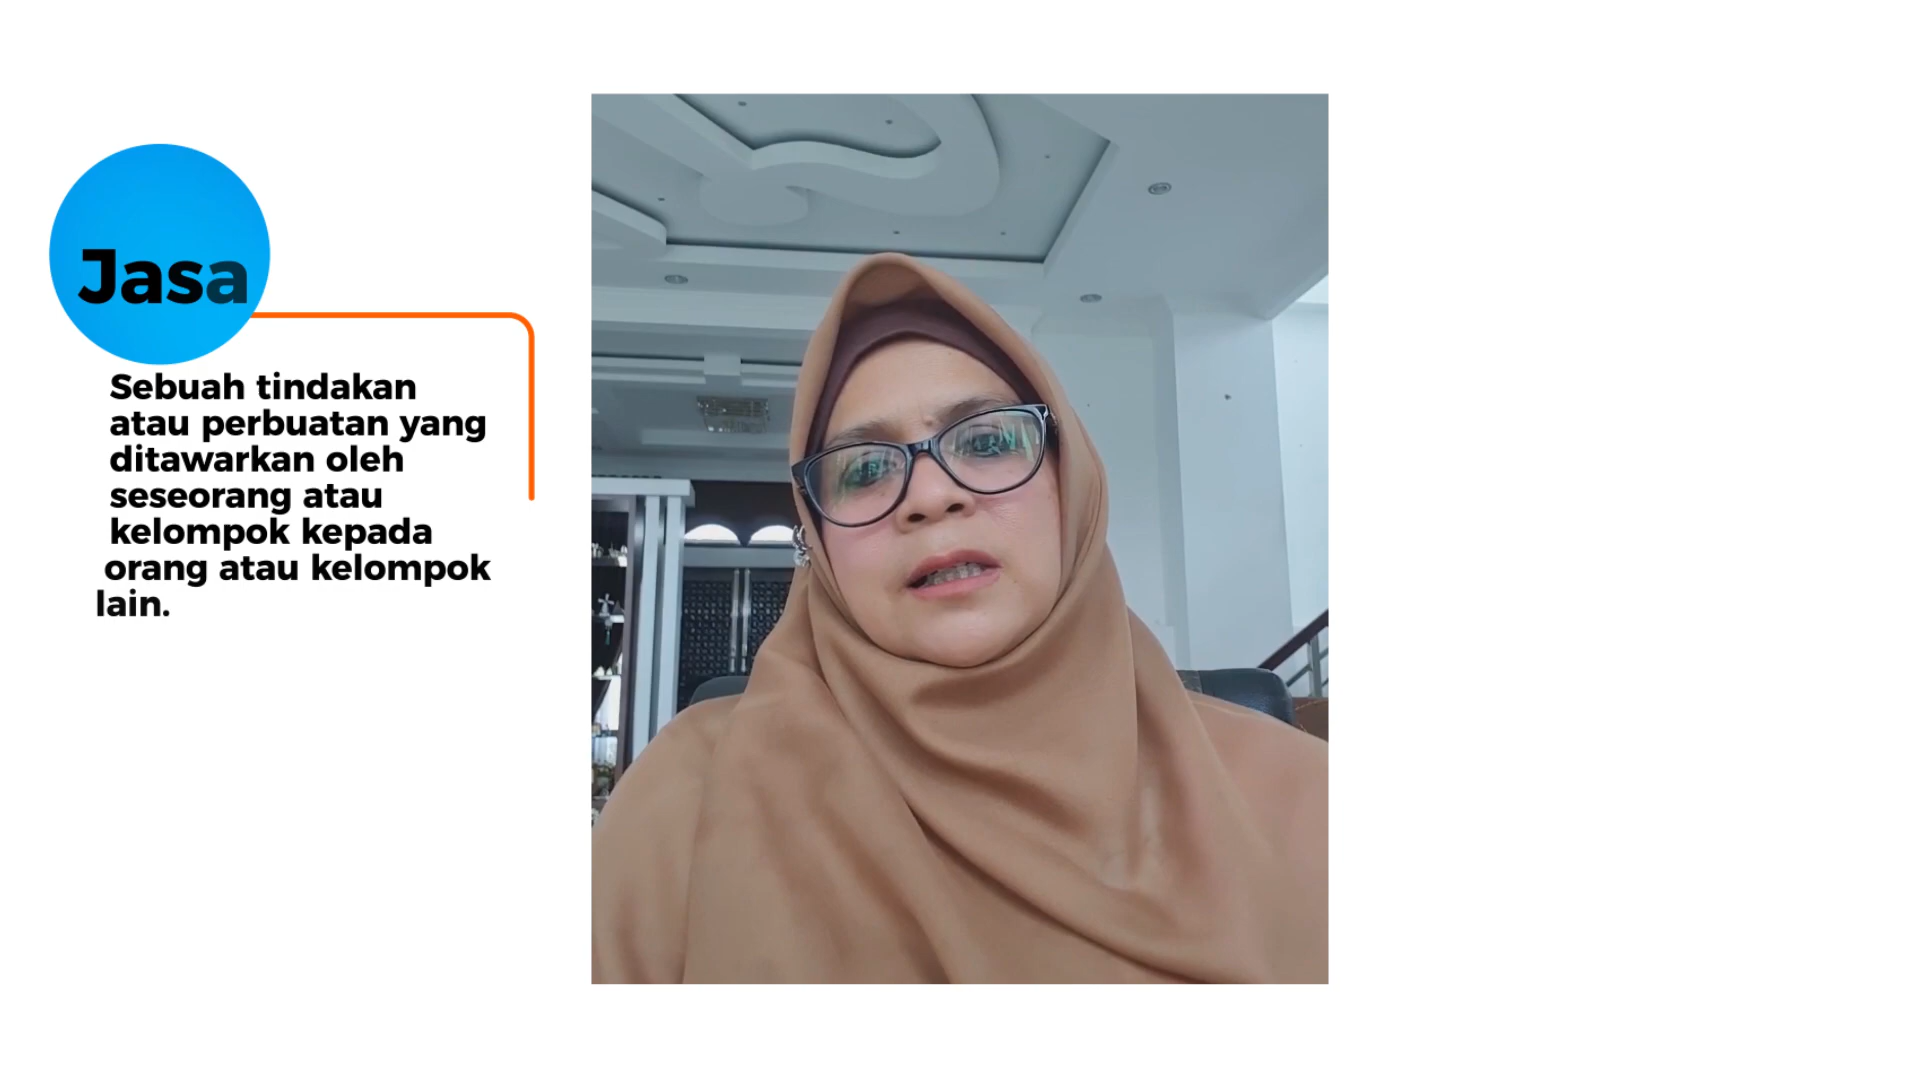 Jasa
Sebuah tindakan
atau perbuatan yang
ditawarkan oleh
seseorang atau
kelompok kepada
orang atau kelompok
lain.